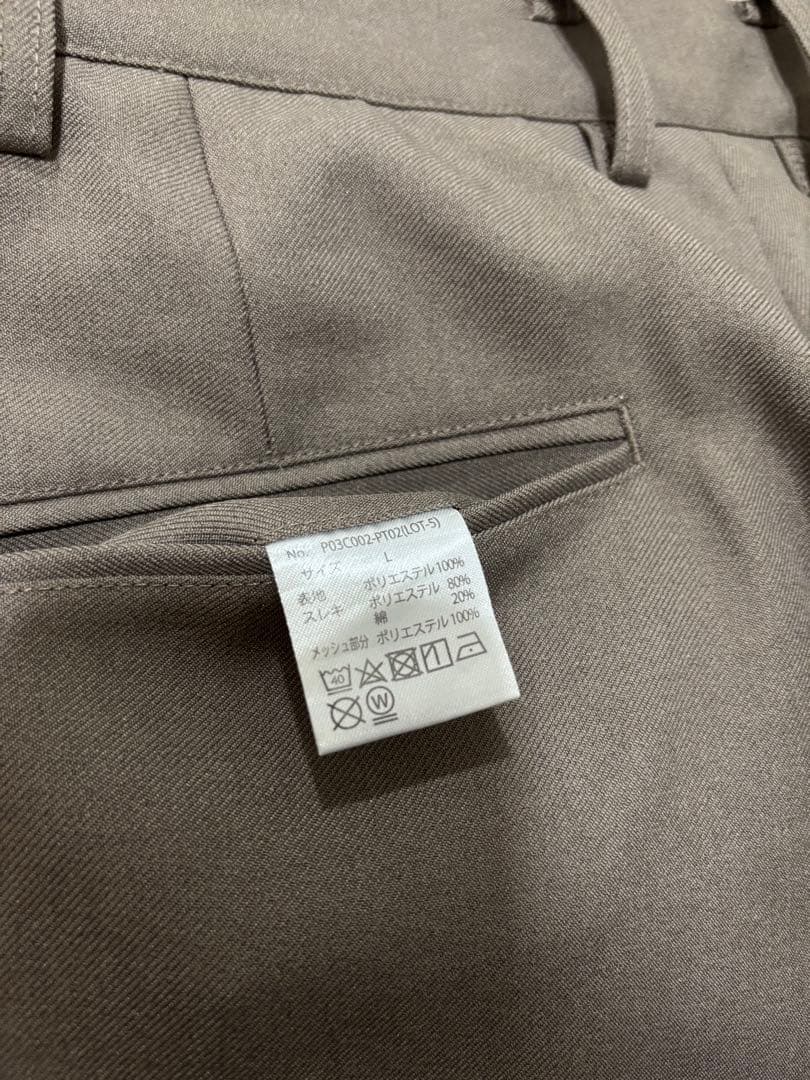 No. P03C002-PT02(LOT-5)
サイズ L
表地 ポリエステル100%
スレキ ポリエステル 80%
綿 20%
メッシュ部分 ポリエステル100%
40
W